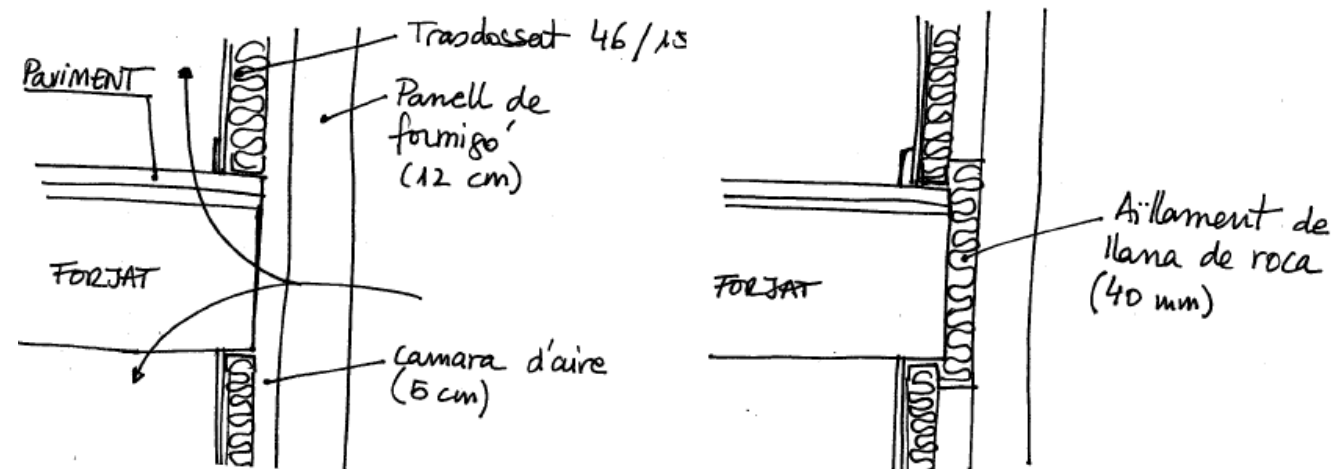 Trasdossat 46/15
PAVIMENT
Panell de
formigó
(12 cm)
FORJAT
camara d'aire
(5 cm)
Aïllament de
llana de roca
(40 mm)
FORJAT